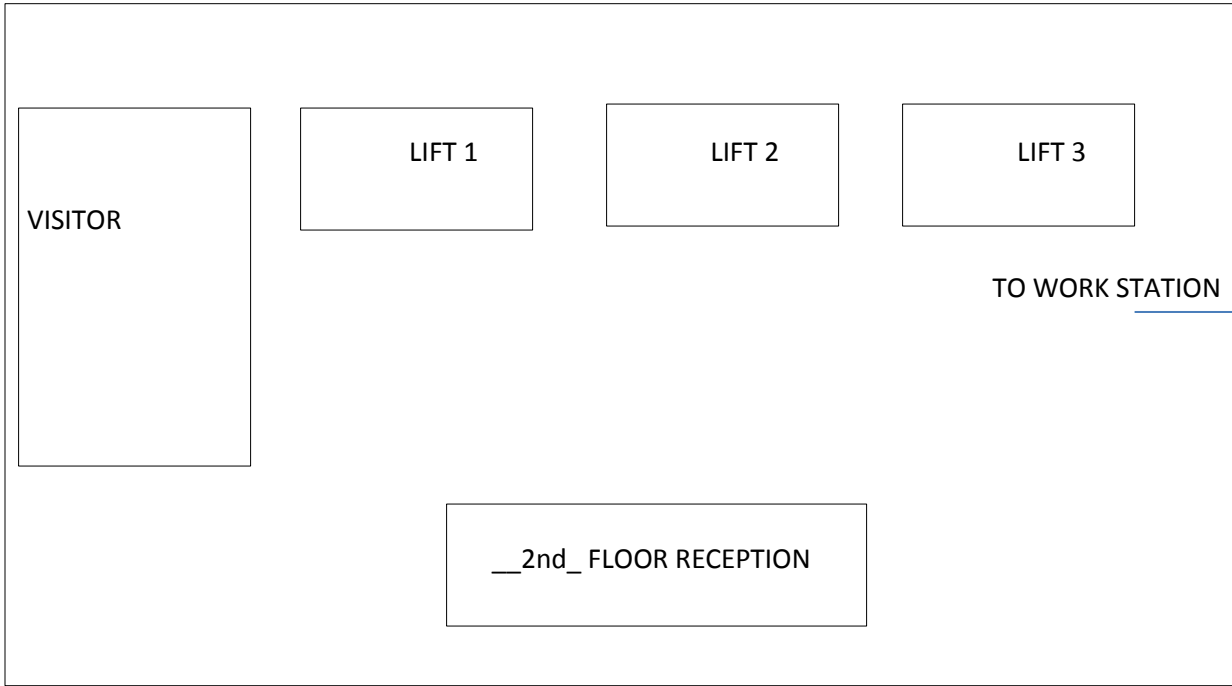 LIFT 1
LIFT 2
LIFT 3
VISITOR
TO WORK STATION
__2nd_ FLOOR RECEPTION